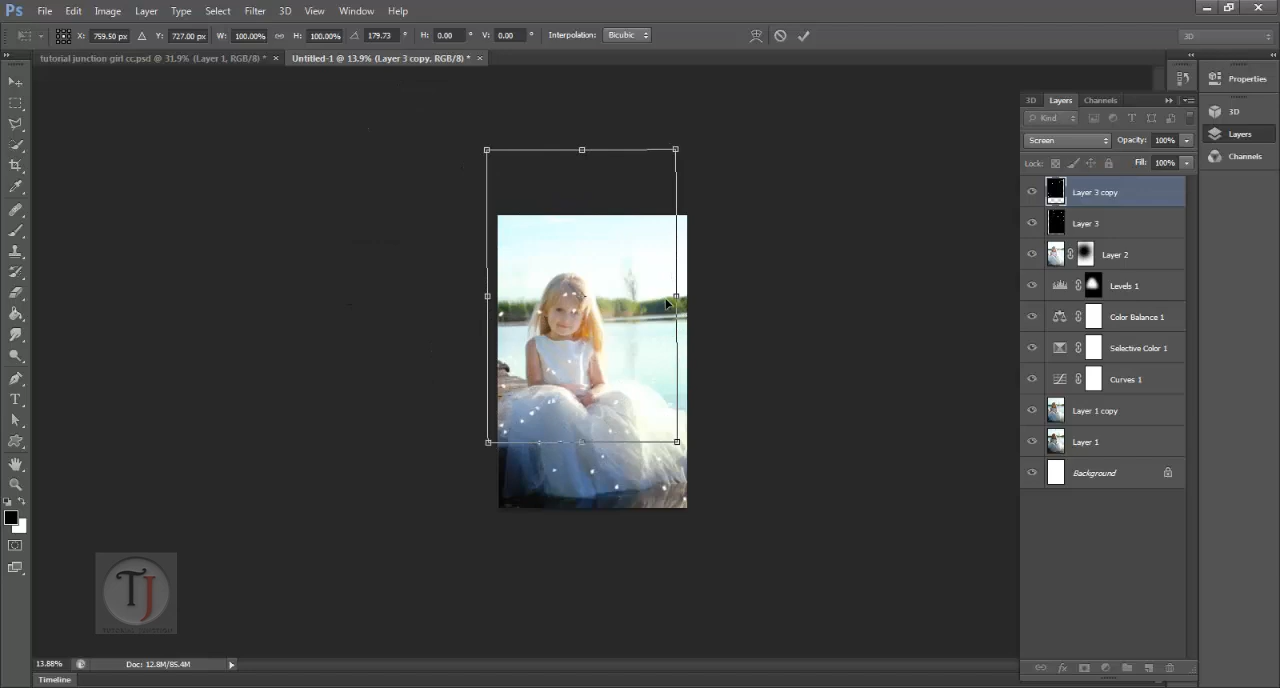 Ps File Edit Image Layer Type Select Filter 3D View Window Help
X: 759.50 px Y: 727.00 px W: 100.00% H: 100.00% 179.73 ° H: 0.00 ° V: 0.00 ° Interpolation: Bicubic 3D
tutorial junction girl cc.psd @ 31.9% (Layer 1, RGB/8) * × Untitled-1 @ 13.9% (Layer 3 copy, RGB/8) * ×
Properties
3D
Layers
Channels
3D Layers Channels
Kind
Screen Opacity: 100%
Lock: Fill: 100%
Layer 3 copy
Layer 3
Layer 2
Levels 1
Color Balance 1
Selective Color 1
Curves 1
Layer 1 copy
Layer 1
Background
fx
TJ
13.88% Doc: 12.8M/85.4M
Timeline